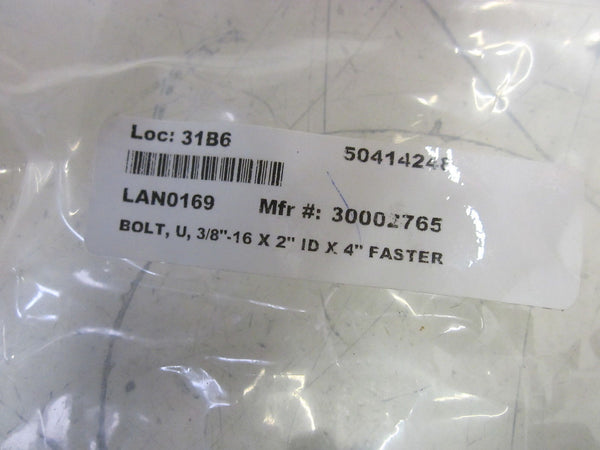 Loc: 31B6 50414248
LAN0169 Mfr #: 30002765
BOLT, U, 3/8"-16 X 2" ID X 4" FASTER